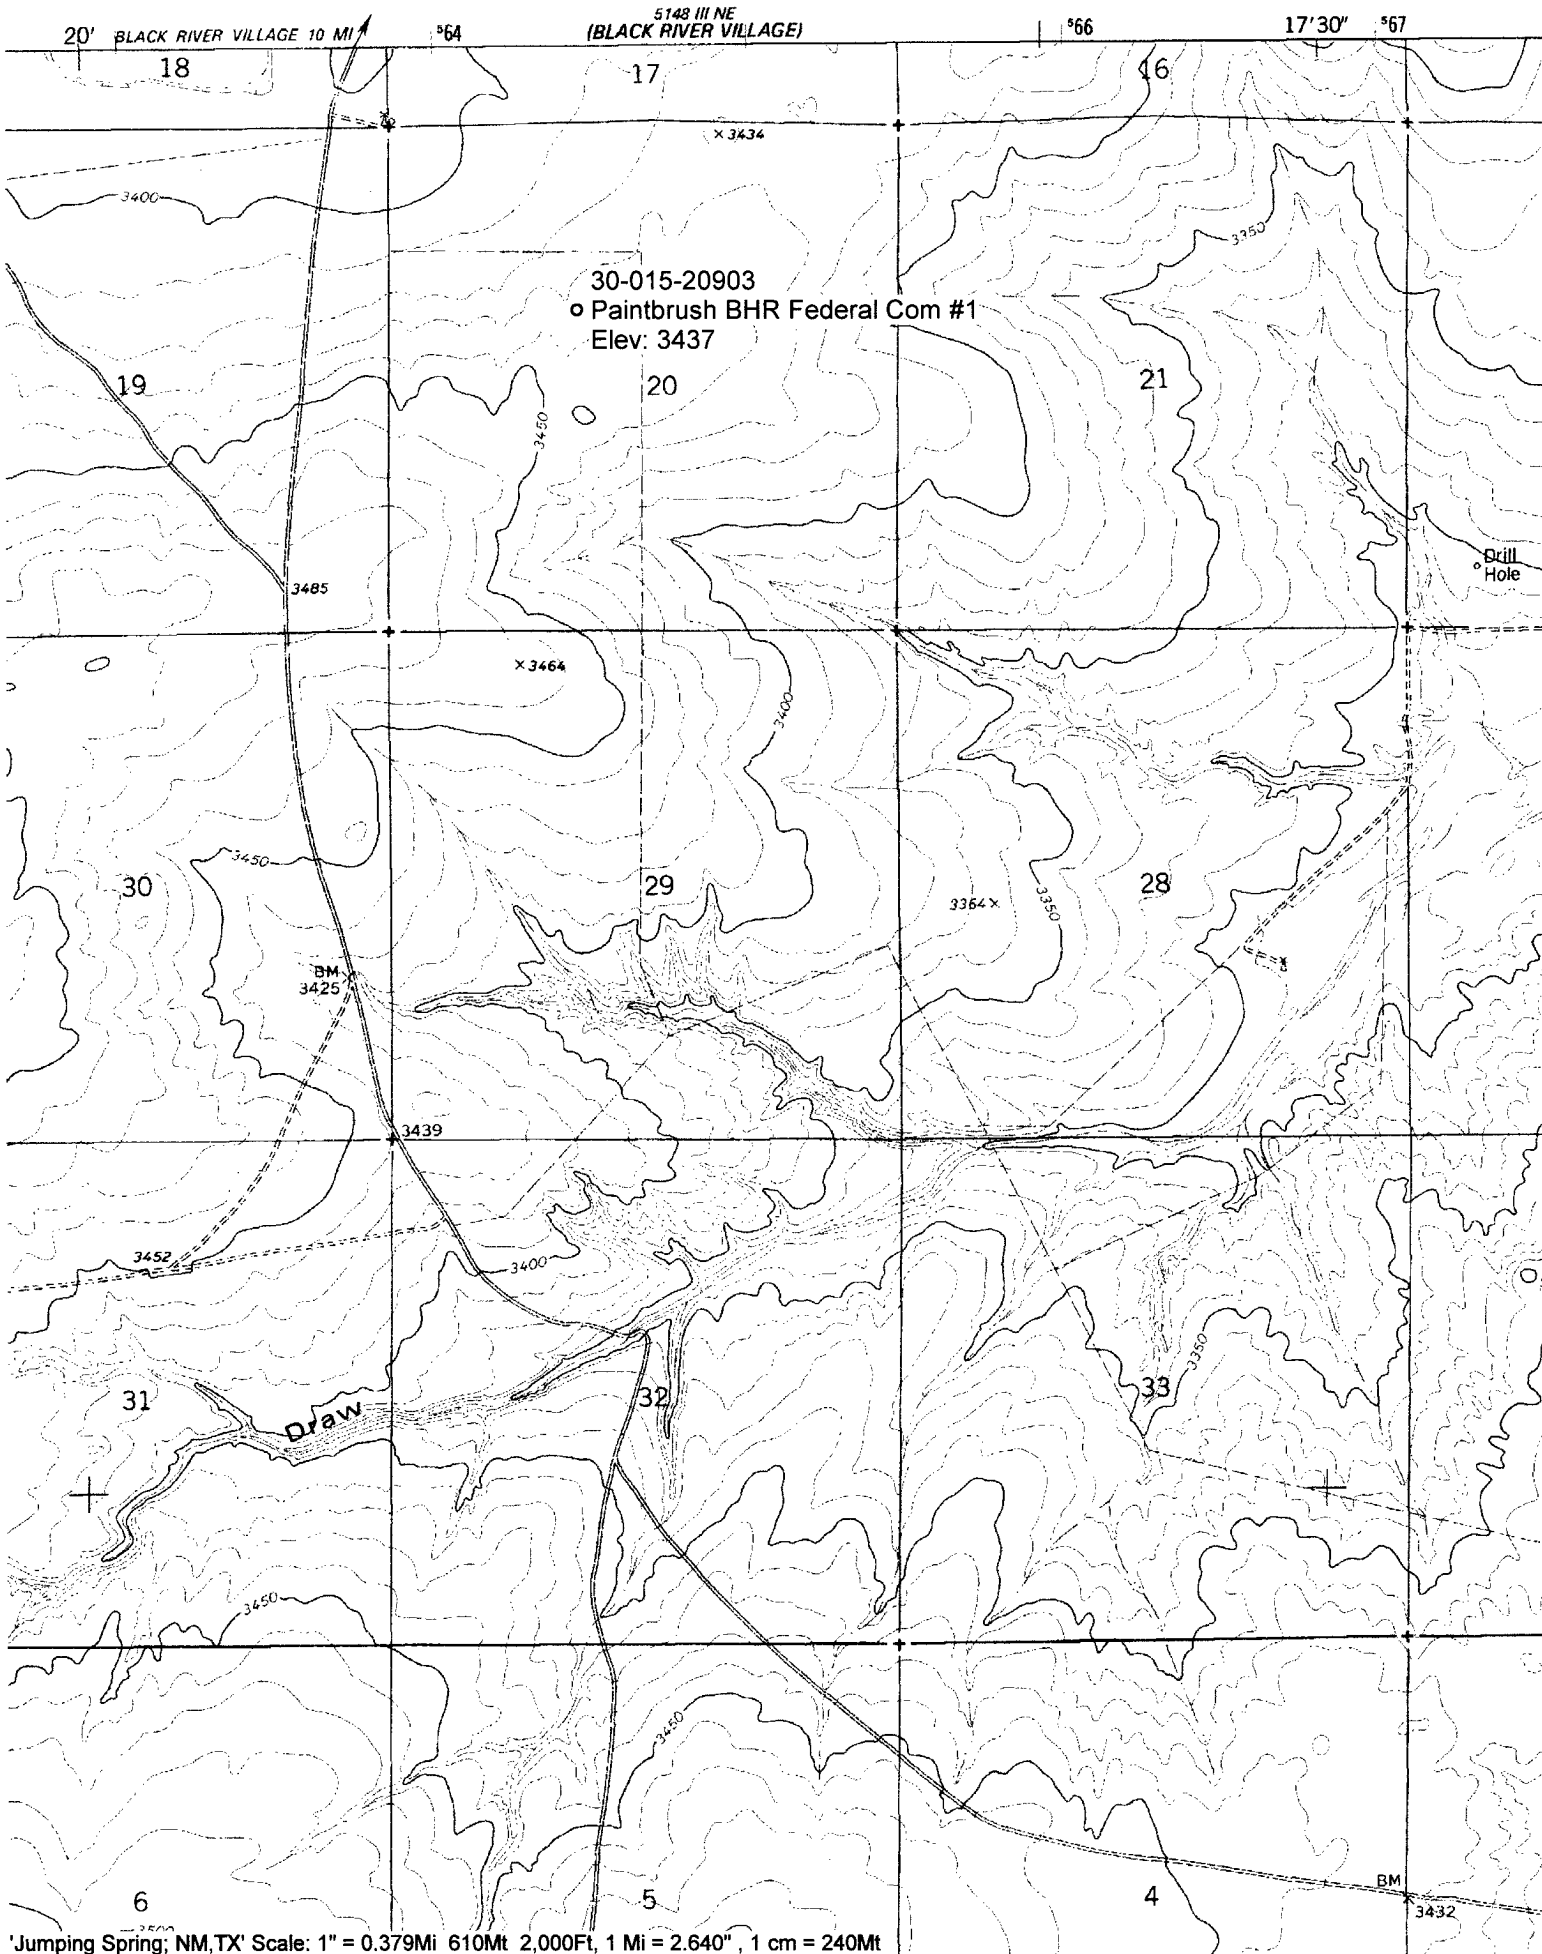 5148 III NE
20' BLACK RIVER VILLAGE 10 MI ⁵64 (BLACK RIVER VILLAGE) ⁵66 17'30" ⁵67
18 17 16
× 3434
3400
3350
30-015-20903
Paintbrush BHR Federal Com #1
Elev: 3437
19 20 21
3450
Drill
Hole
3485
× 3464
3400
3450
30 29 28
3364 ×
3350
BM
3425
3439
3452
3400
3350
31 32 33
Draw
3450
3450
BM
3432
6 5 4
3500
'Jumping Spring; NM,TX' Scale: 1" = 0.379Mi 610Mt 2,000Ft, 1 Mi = 2.640" , 1 cm = 240Mt